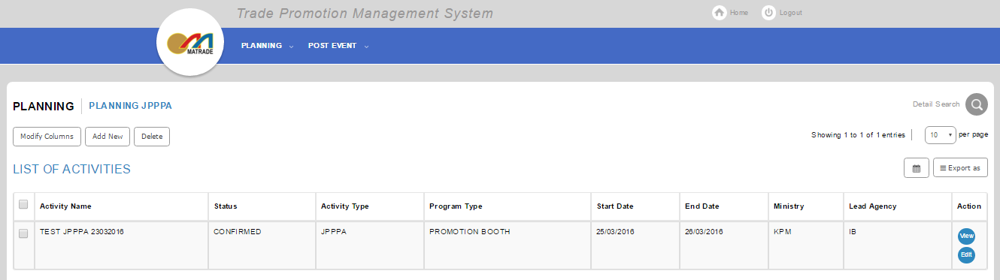 Trade Promotion Management System
Home
Logout
MATRADE
PLANNING
POST EVENT
PLANNING
PLANNING JPPPA
Detail Search
Modify Columns
Add New
Delete
Showing 1 to 1 of 1 entries
10
per page
LIST OF ACTIVITIES
Export as
Activity Name Status Activity Type Program Type Start Date End Date Ministry Lead Agency Action
TEST JPPPA 23032016 CONFIRMED JPPPA PROMOTION BOOTH 25/03/2016 26/03/2016 KPM IB View
Edit